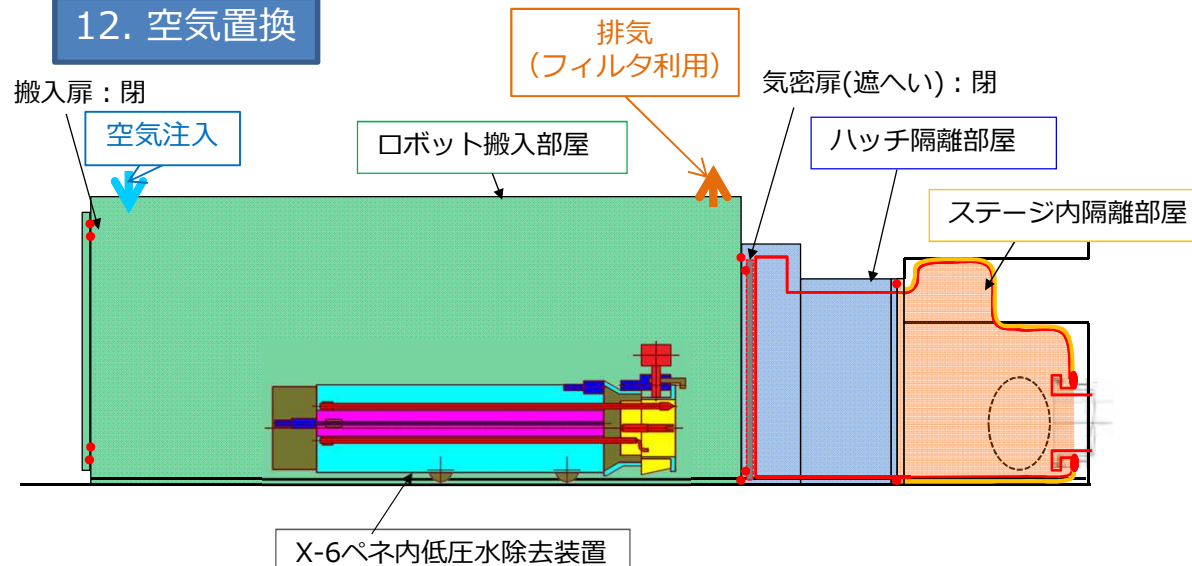 12. 空気置換
排気
（フィルタ利用）
搬入扉：閉
気密扉(遮へい)：閉
空気注入
ロボット搬入部屋
ハッチ隔離部屋
ステージ内隔離部屋
X-6ペネ内低圧水除去装置